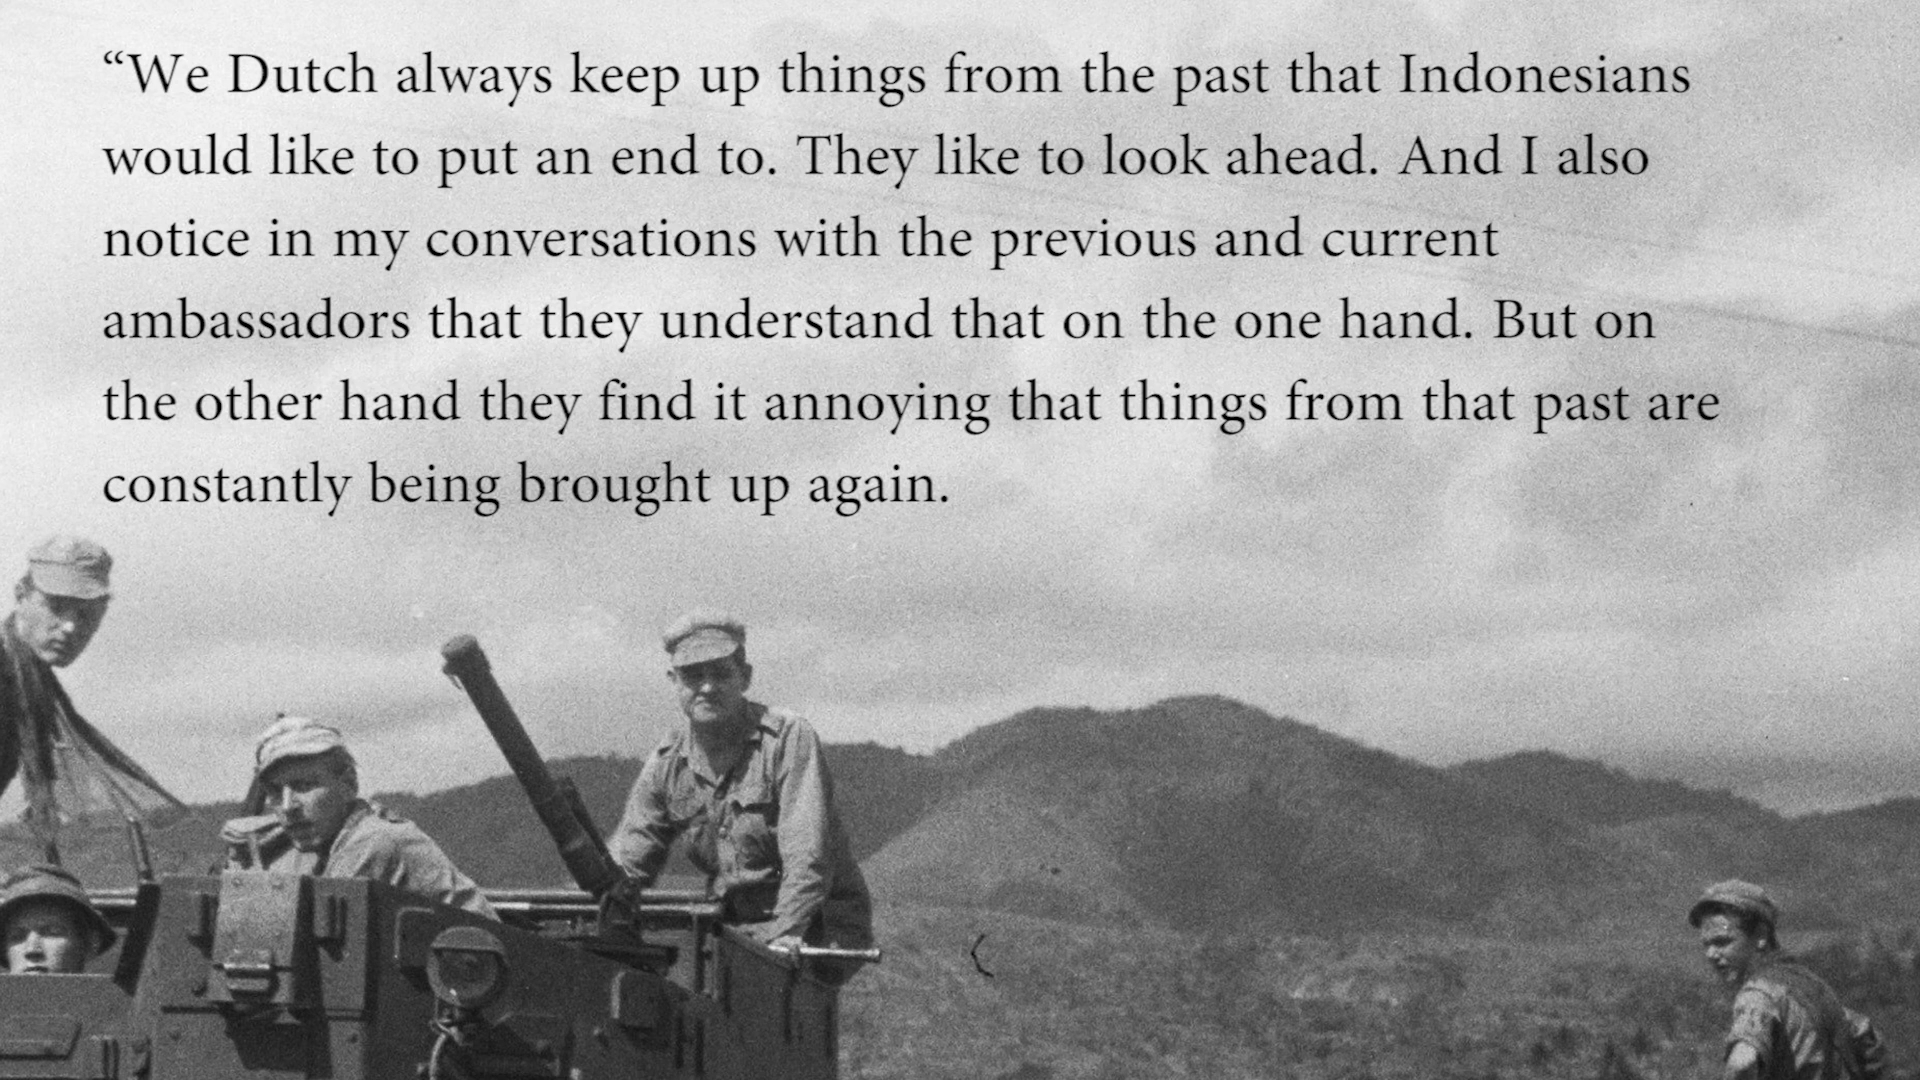 “We Dutch always keep up things from the past that Indonesians
would like to put an end to. They like to look ahead. And I also
notice in my conversations with the previous and current
ambassadors that they understand that on the one hand. But on
the other hand they find it annoying that things from that past are
constantly being brought up again.